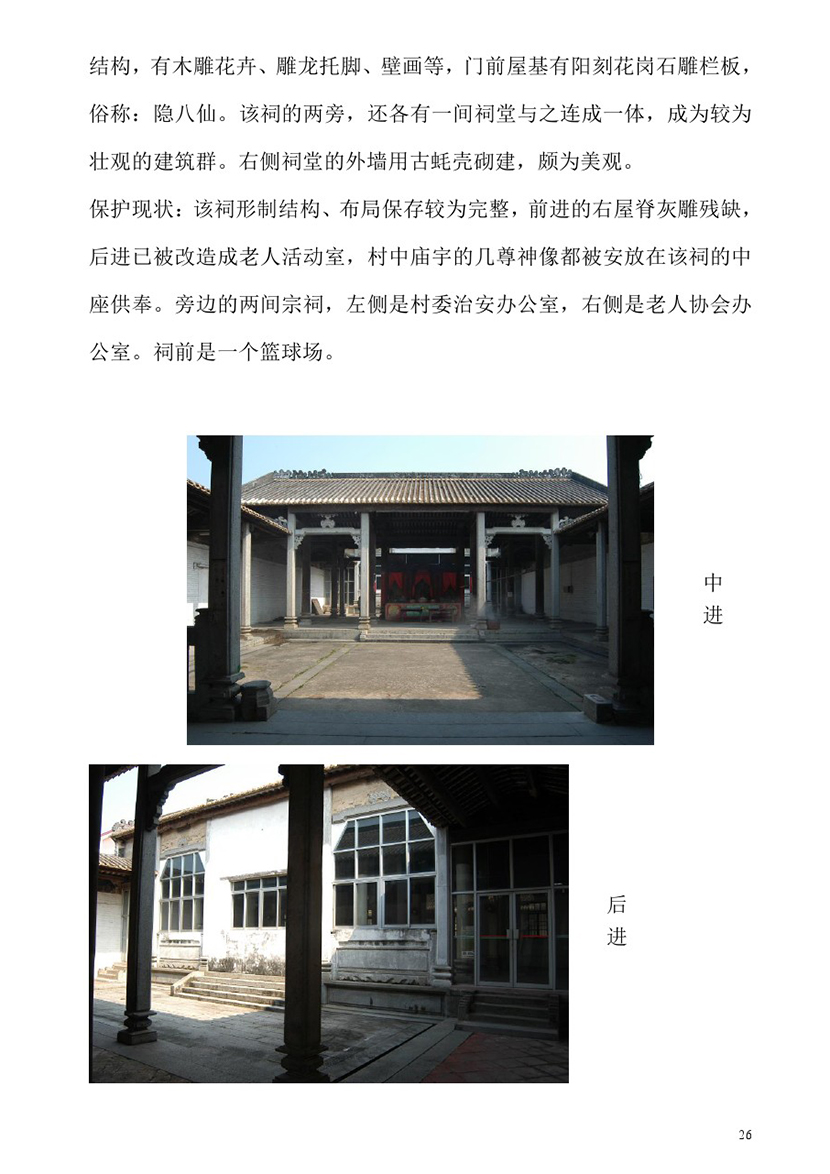 结构，有木雕花卉、雕龙托脚、壁画等，门前屋基有阳刻花岗石雕栏板，
俗称：隐八仙。该祠的两旁，还各有一间祠堂与之连成一体，成为较为
壮观的建筑群。右侧祠堂的外墙用古蚝壳砌建，颇为美观。
保护现状：该祠形制结构、布局保存较为完整，前进的右屋脊灰雕残缺，
后进已被改造成老人活动室，村中庙宇的几尊神像都被安放在该祠的中
座供奉。旁边的两间宗祠，左侧是村委治安办公室，右侧是老人协会办
公室。祠前是一个篮球场。
中
进
后
进
26